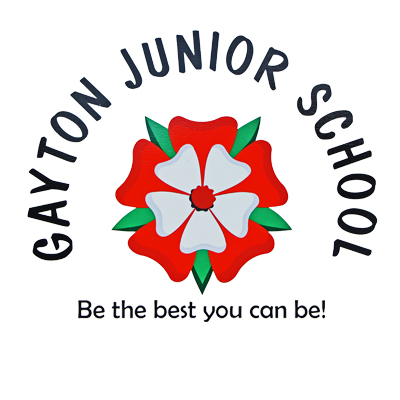 GAYTON JUNIOR SCHOOL
Be the best you can be!